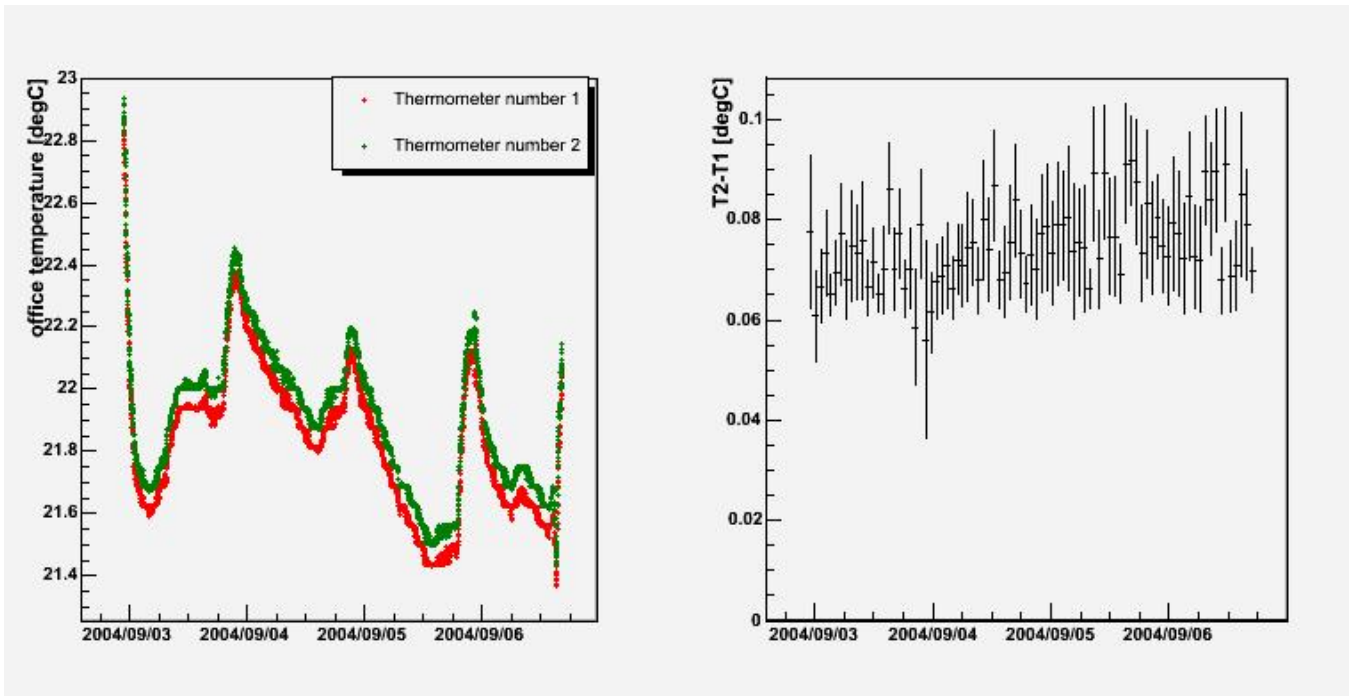 office temperature [degC]
23
22.8
22.6
22.4
22.2
22
21.8
21.6
21.4
Thermometer number 1
Thermometer number 2
2004/09/03 2004/09/04 2004/09/05 2004/09/06
T2-T1 [degC]
0.1
0.08
0.06
0.04
0.02
0
2004/09/03 2004/09/04 2004/09/05 2004/09/06